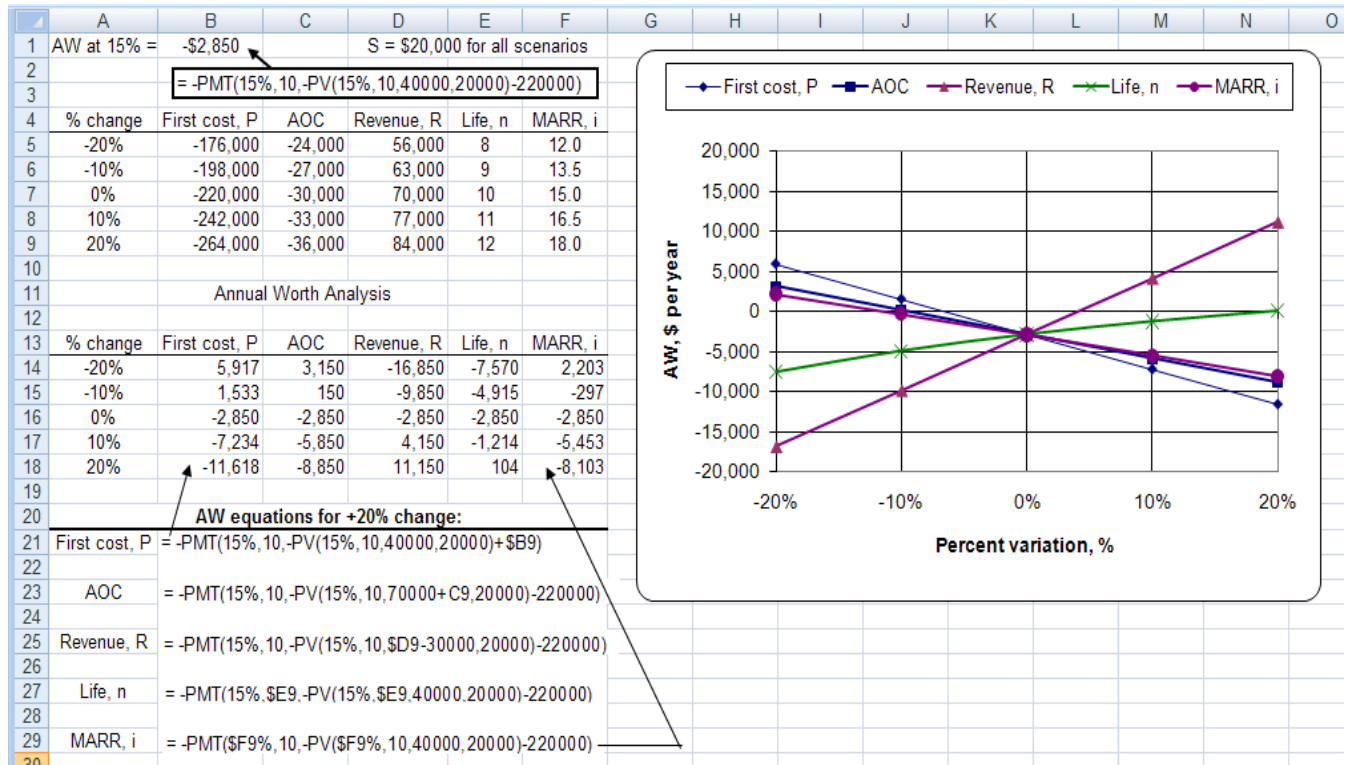 A B C D E F G H I J K L M N O
1 AW at 15% = -$2,850 S = $20,000 for all scenarios
2 = -PMT(15%,10,-PV(15%,10,40000,20000)-220000)
3
4 % change First cost, P AOC Revenue, R Life, n MARR, i
5 -20% -176,000 -24,000 56,000 8 12.0
6 -10% -198,000 -27,000 63,000 9 13.5
7 0% -220,000 -30,000 70,000 10 15.0
8 10% -242,000 -33,000 77,000 11 16.5
9 20% -264,000 -36,000 84,000 12 18.0
10
11 Annual Worth Analysis
12
13 % change First cost, P AOC Revenue, R Life, n MARR, i
14 -20% 5,917 3,150 -16,850 -7,570 2,203
15 -10% 1,533 150 -9,850 -4,915 -297
16 0% -2,850 -2,850 -2,850 -2,850 -2,850
17 10% -7,234 -5,850 4,150 -1,214 -5,453
18 20% -11,618 -8,850 11,150 104 -8,103
19
20 AW equations for +20% change:
21 First cost, P = -PMT(15%,10,-PV(15%,10,40000,20000)+$B9)
22
23 AOC = -PMT(15%,10,-PV(15%,10,70000+C9,20000)-220000)
24
25 Revenue, R = -PMT(15%,10,-PV(15%,10,$D9-30000,20000)-220000)
26
27 Life, n = -PMT(15%,$E9,-PV(15%,$E9,40000,20000)-220000)
28
29 MARR, i = -PMT($F9%,10,-PV($F9%,10,40000,20000)-220000)
30
First cost, P AOC Revenue, R Life, n MARR, i
20,000
15,000
10,000
5,000
0
-5,000
-10,000
-15,000
-20,000
AW, $ per year
-20% -10% 0% 10% 20%
Percent variation, %